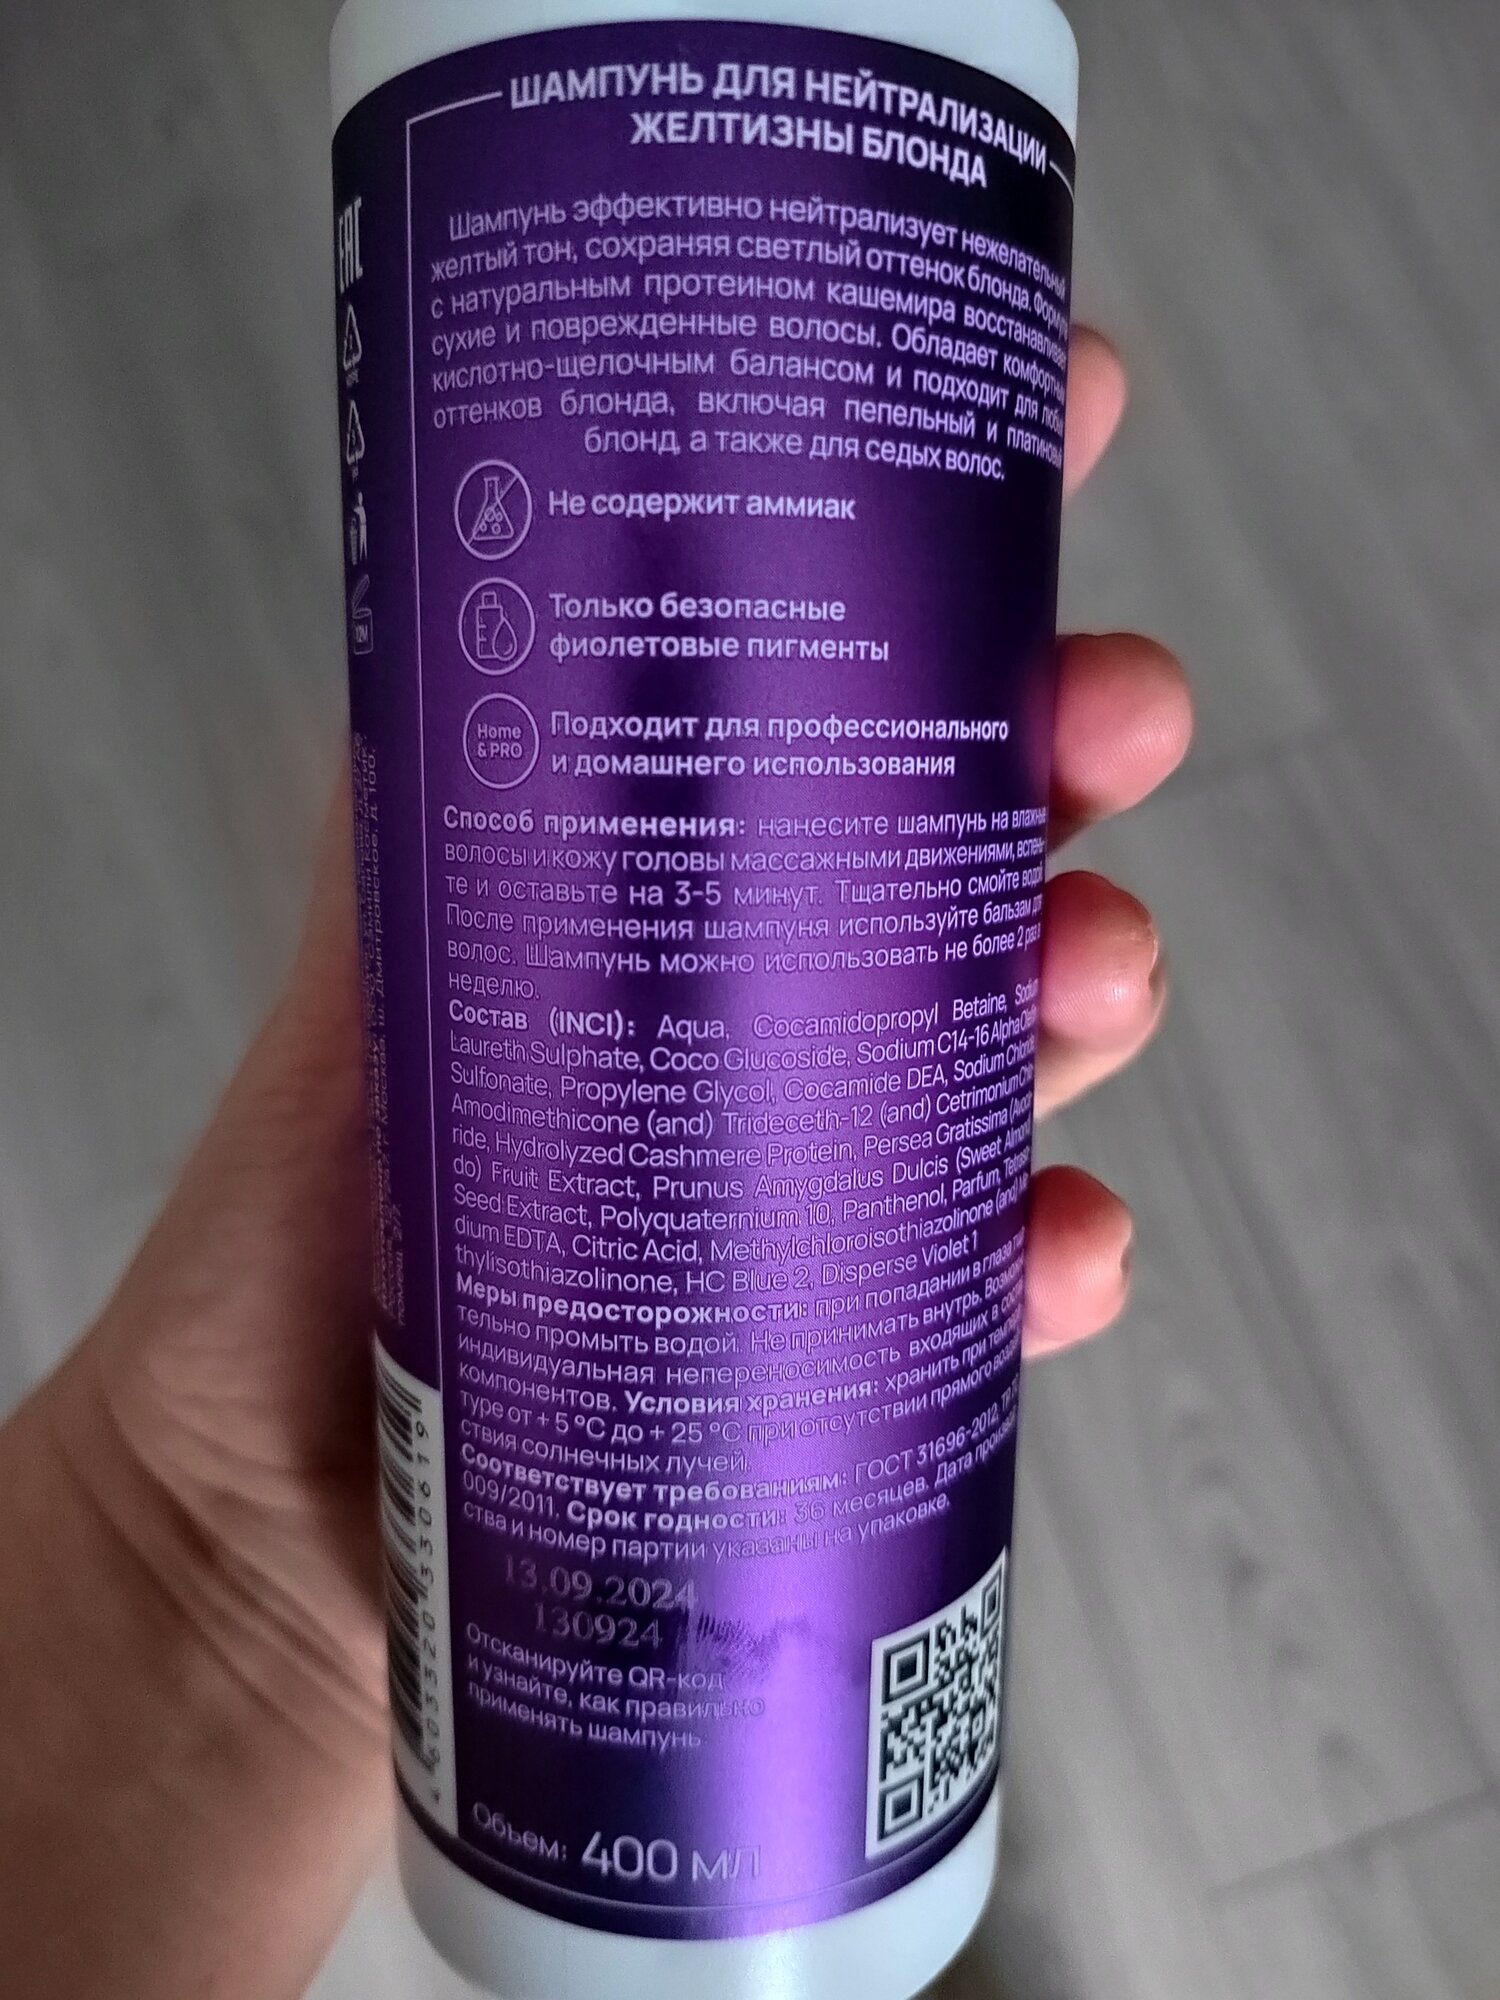 ШАМПУНЬ ДЛЯ НЕЙТРАЛИЗАЦИИ
ЖЕЛТИЗНЫ БЛОНДА
Шампунь эффективно нейтрализует нежелательный
желтый тон, сохраняя светлый оттенок блонда. Формула
с натуральным протеином кашемира восстанавливает
сухие и поврежденные волосы. Обладает комфортным
кислотно-щелочным балансом и подходит для любых
оттенков блонда, включая пепельный и платиновый
блонд, а также для седых волос.
Не содержит аммиак
Только безопасные
фиолетовые пигменты
Home
& PRO
Подходит для профессионального
и домашнего использования
Способ применения: нанесите шампунь на влажные
волосы и кожу головы массажными движениями, вспень-
те и оставьте на 3-5 минут. Тщательно смойте водой.
После применения шампуня используйте бальзам для
волос. Шампунь можно использовать не более 2 раз в
неделю.
Состав (INCI): Aqua, Cocamidopropyl Betaine, Sodium
Laureth Sulphate, Coco Glucoside, Sodium C14-16 Alpha Olefin
Sulfonate, Propylene Glycol, Cocamide DEA, Sodium Chloride,
Amodimethicone (and) Trideceth-12 (and) Cetrimonium Chlo-
ride, Hydrolyzed Cashmere Protein, Persea Gratissima (Avoca-
do) Fruit Extract, Prunus Amygdalus Dulcis (Sweet Almond)
Seed Extract, Polyquaternium 10, Panthenol, Parfum, Tetraso-
dium EDTA, Citric Acid, Methylchloroisothiazolinone (and) Me-
thylisothiazolinone, HC Blue 2, Disperse Violet 1
Меры предосторожности: при попадании в глаза тща-
тельно промыть водой. Не принимать внутрь. Возможна
индивидуальная непереносимость входящих в состав
компонентов. Условия хранения: хранить при темпера-
туре от + 5 °C до + 25 °C при отсутствии прямого воздей-
ствия солнечных лучей.
Соответствует требованиям: ГОСТ 31696-2012, ТР ТС
009/2011. Срок годности: 36 месяцев. Дата производ-
ства и номер партии указаны на упаковке.
13.09.2024
130924
Отсканируйте QR-код
и узнайте, как правильно
применять шампунь
Объем: 400 мл
EAC
12M
4 603320 330619